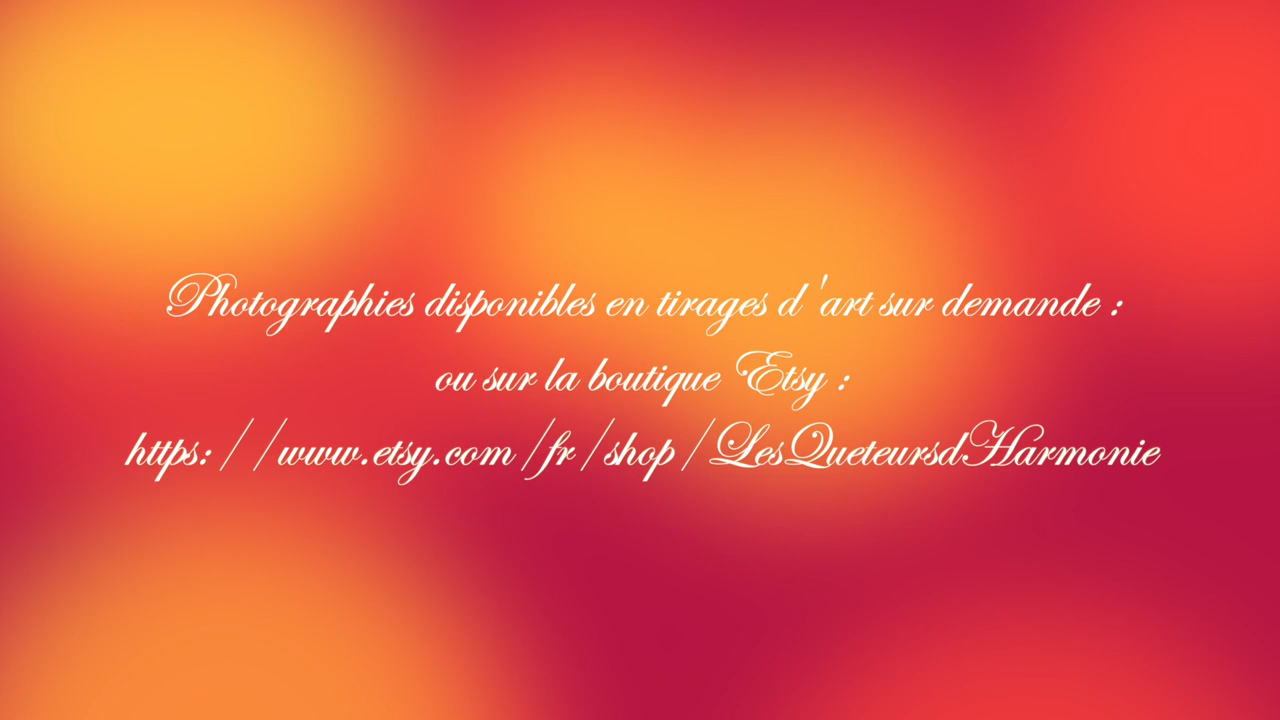 Photographies disponibles en tirages d'art sur demande :
ou sur la boutique Etsy :
https://www.etsy.com/fr/shop/LesQueteursdHarmonie